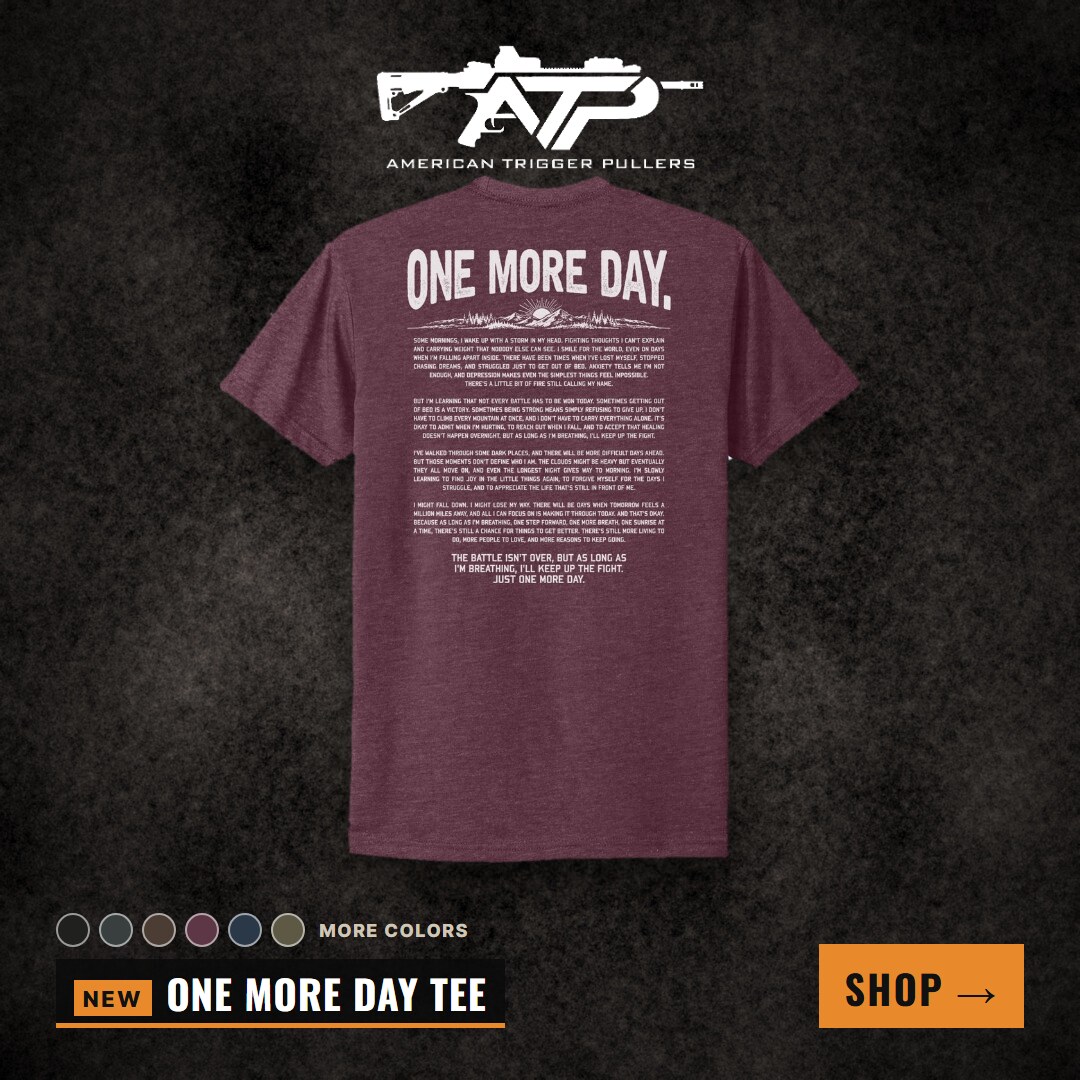 ATP
AMERICAN TRIGGER PULLERS
ONE MORE DAY.
SOME MORNINGS, I WAKE UP WITH A STORM IN MY HEAD. FIGHTING THOUGHTS I CAN'T EXPLAIN
AND CARRYING WEIGHT THAT NOBODY ELSE CAN SEE. I SMILE FOR THE WORLD, EVEN ON DAYS
WHEN I'M FALLING APART INSIDE. THERE HAVE BEEN TIMES WHEN I'VE LOST MYSELF, STOPPED
CHASING DREAMS, AND STRUGGLED JUST TO GET OUT OF BED. ANXIETY TELLS ME I'M NOT
ENOUGH, AND DEPRESSION MAKES EVEN THE SIMPLEST THINGS FEEL IMPOSSIBLE.
THERE'S A LITTLE BIT OF FIRE STILL CALLING MY NAME.
BUT I'M LEARNING THAT NOT EVERY BATTLE HAS TO BE WON TODAY. SOMETIMES GETTING OUT
OF BED IS A VICTORY. SOMETIMES BEING STRONG MEANS SIMPLY REFUSING TO GIVE UP. I DON'T
HAVE TO CLIMB EVERY MOUNTAIN AT ONCE, AND I DON'T HAVE TO CARRY EVERYTHING ALONE. IT'S
OKAY TO ADMIT WHEN I'M HURTING, TO REACH OUT WHEN I FALL, AND TO ACCEPT THAT HEALING
DOESN'T HAPPEN OVERNIGHT. BUT AS LONG AS I'M BREATHING, I'LL KEEP UP THE FIGHT.
I'VE WALKED THROUGH SOME DARK PLACES, AND THERE WILL BE MORE DIFFICULT DAYS AHEAD.
BUT THOSE MOMENTS DON'T DEFINE WHO I AM. THE CLOUDS MIGHT BE HEAVY BUT EVENTUALLY
THEY ALL MOVE ON, AND EVEN THE LONGEST NIGHT GIVES WAY TO MORNING. I'M SLOWLY
LEARNING TO FIND JOY IN THE LITTLE THINGS AGAIN, TO FORGIVE MYSELF FOR THE DAYS I
STRUGGLE, AND TO APPRECIATE THE LIFE THAT'S STILL IN FRONT OF ME.
I MIGHT FALL DOWN. I MIGHT LOSE MY WAY. THERE WILL BE DAYS WHEN TOMORROW FEELS A
MILLION MILES AWAY, AND ALL I CAN FOCUS ON IS MAKING IT THROUGH TODAY. AND THAT'S OKAY.
BECAUSE AS LONG AS I'M BREATHING, ONE STEP FORWARD, ONE MORE BREATH, ONE SUNRISE AT
A TIME, THERE'S STILL A CHANCE FOR THINGS TO GET BETTER. THERE'S STILL MORE LIVING TO
DO, MORE PEOPLE TO LOVE, AND MORE REASONS TO KEEP GOING.
THE BATTLE ISN'T OVER, BUT AS LONG AS
I'M BREATHING, I'LL KEEP UP THE FIGHT.
JUST ONE MORE DAY.
MORE COLORS
NEW ONE MORE DAY TEE
SHOP →